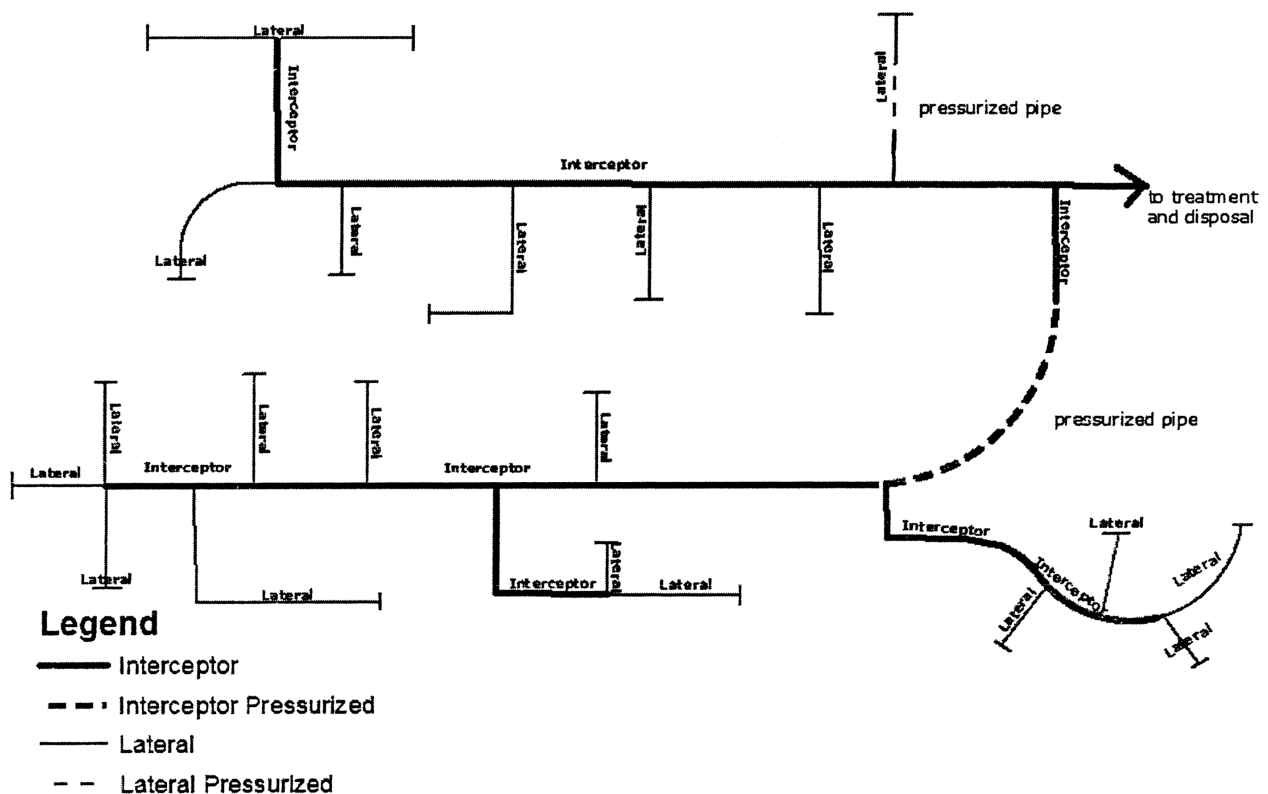 Lateral
Interceptor
Lateral
pressurized pipe
Interceptor
to treatment
and disposal
Lateral
Lateral
Lateral
Lateral
Lateral
Interceptor
Lateral
Lateral
Lateral
Lateral
pressurized pipe
Lateral
Interceptor
Interceptor
Lateral
Lateral
Interceptor
Lateral
Lateral
Interceptor
Lateral
Interceptor
Lateral
Lateral
Lateral
Legend
Interceptor
Interceptor Pressurized
Lateral
Lateral Pressurized